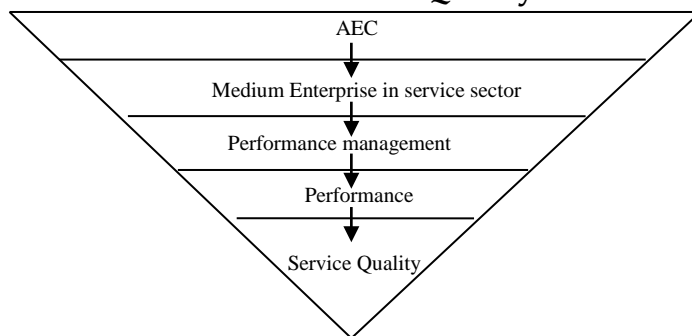 AEC
Medium Enterprise in service sector
Performance management
Performance
Service Quality